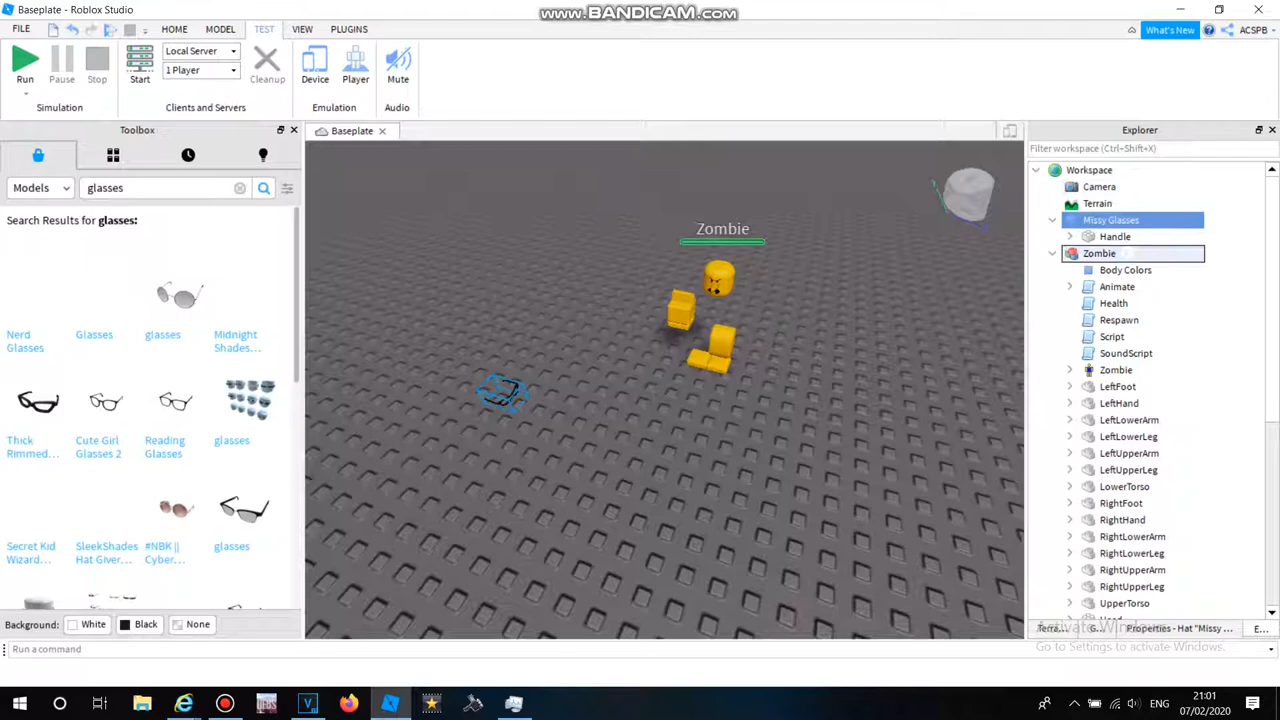 Baseplate - Roblox Studio
www.BANDICAM.com
FILE HOME MODEL TEST VIEW PLUGINS
What's New ACSPB
Run Pause Stop
Start
Local Server
1 Player
Cleanup
Device Player
Mute
Simulation Clients and Servers Emulation Audio
Toolbox
Baseplate
Explorer
Filter workspace (Ctrl+Shift+X)
Models glasses
Search Results for glasses:
Nerd Glasses
Glasses
glasses
Midnight Shades...
Thick Rimmed...
Cute Girl Glasses 2
Reading Glasses
glasses
Secret Kid Wizard...
SleekShades Hat Giver...
#NBK || Cyber...
glasses
Background: White Black None
Zombie
Workspace
Camera
Terrain
Missy Glasses
Handle
Zombie
Body Colors
Animate
Health
Respawn
Script
SoundScript
Zombie
LeftFoot
LeftHand
LeftLowerArm
LeftLowerLeg
LeftUpperArm
LeftUpperLeg
LowerTorso
RightFoot
RightHand
RightLowerArm
RightLowerLeg
RightUpperArm
RightUpperLeg
UpperTorso
Terra... G... Properties - Hat "Missy ... E...
Activate Windows
Go to Settings to activate Windows.
Run a command
ENG
21:01
07/02/2020